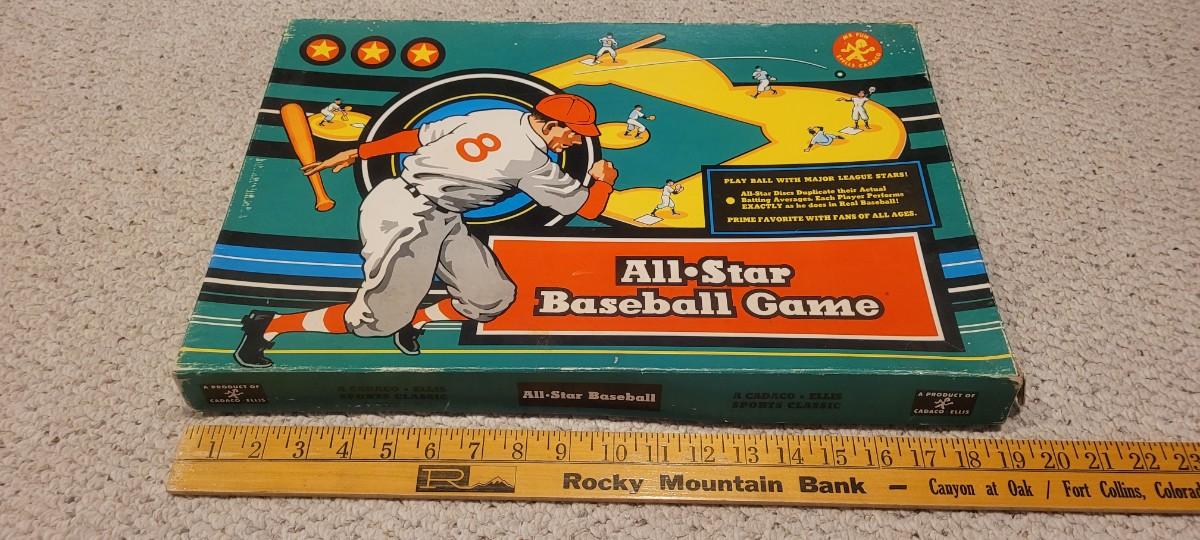 MR FUN
SPELLS CADACO
8
PLAY BALL WITH MAJOR LEAGUE STARS!
All-Star Discs Duplicate their Actual
Batting Averages. Each Player Performs
EXACTLY as he does in Real Baseball!
PRIME FAVORITE WITH FANS OF ALL AGES.
All•Star
Baseball Game
A PRODUCT OF
CADACO ELLIS
A CADACO • ELLIS
SPORTS CLASSIC
All•Star Baseball
A CADACO • ELLIS
SPORTS CLASSIC
A PRODUCT OF
CADACO ELLIS
1 2 3 4 5 6 7 8 9 10 11 12 13 14 15 16 17 18 19 20 21 22 23
R Rocky Mountain Bank — Canyon at Oak / Fort Collins, Colorad